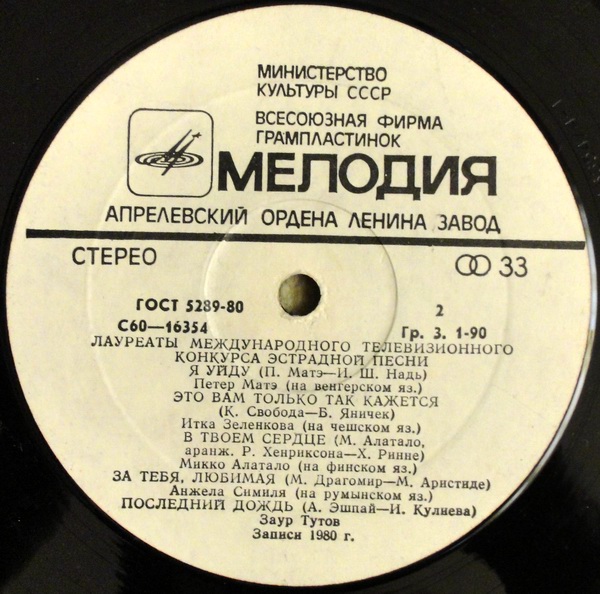 МИНИСТЕРСТВО
КУЛЬТУРЫ СССР
ВСЕСОЮЗНАЯ ФИРМА
ГРАМПЛАСТИНОК
МЕЛОДИЯ
АПРЕЛЕВСКИЙ ОРДЕНА ЛЕНИНА ЗАВОД
СТЕРЕО 33
ГОСТ 5289-80 2
С60—16354 Гр. 3. 1-90
ЛАУРЕАТЫ МЕЖДУНАРОДНОГО ТЕЛЕВИЗИОННОГО
КОНКУРСА ЭСТРАДНОЙ ПЕСНИ
Я УЙДУ (П. Матэ—И. Ш. Надь)
Петер Матэ (на венгерском яз.)
ЭТО ВАМ ТОЛЬКО ТАК КАЖЕТСЯ
(К. Свобода—Б. Яничек)
Итка Зеленкова (на чешском яз.)
В ТВОЕМ СЕРДЦЕ (М. Алатало,
аранж. Р. Хенриксона—Х. Ринне)
Микко Алатало (на финском яз.)
ЗА ТЕБЯ, ЛЮБИМАЯ (М. Драгомир—М. Аристиде)
Анжела Симиля (на румынском яз.)
ПОСЛЕДНИЙ ДОЖДЬ (А. Эшпай—И. Кулиева)
Заур Тутов
Записи 1980 г.